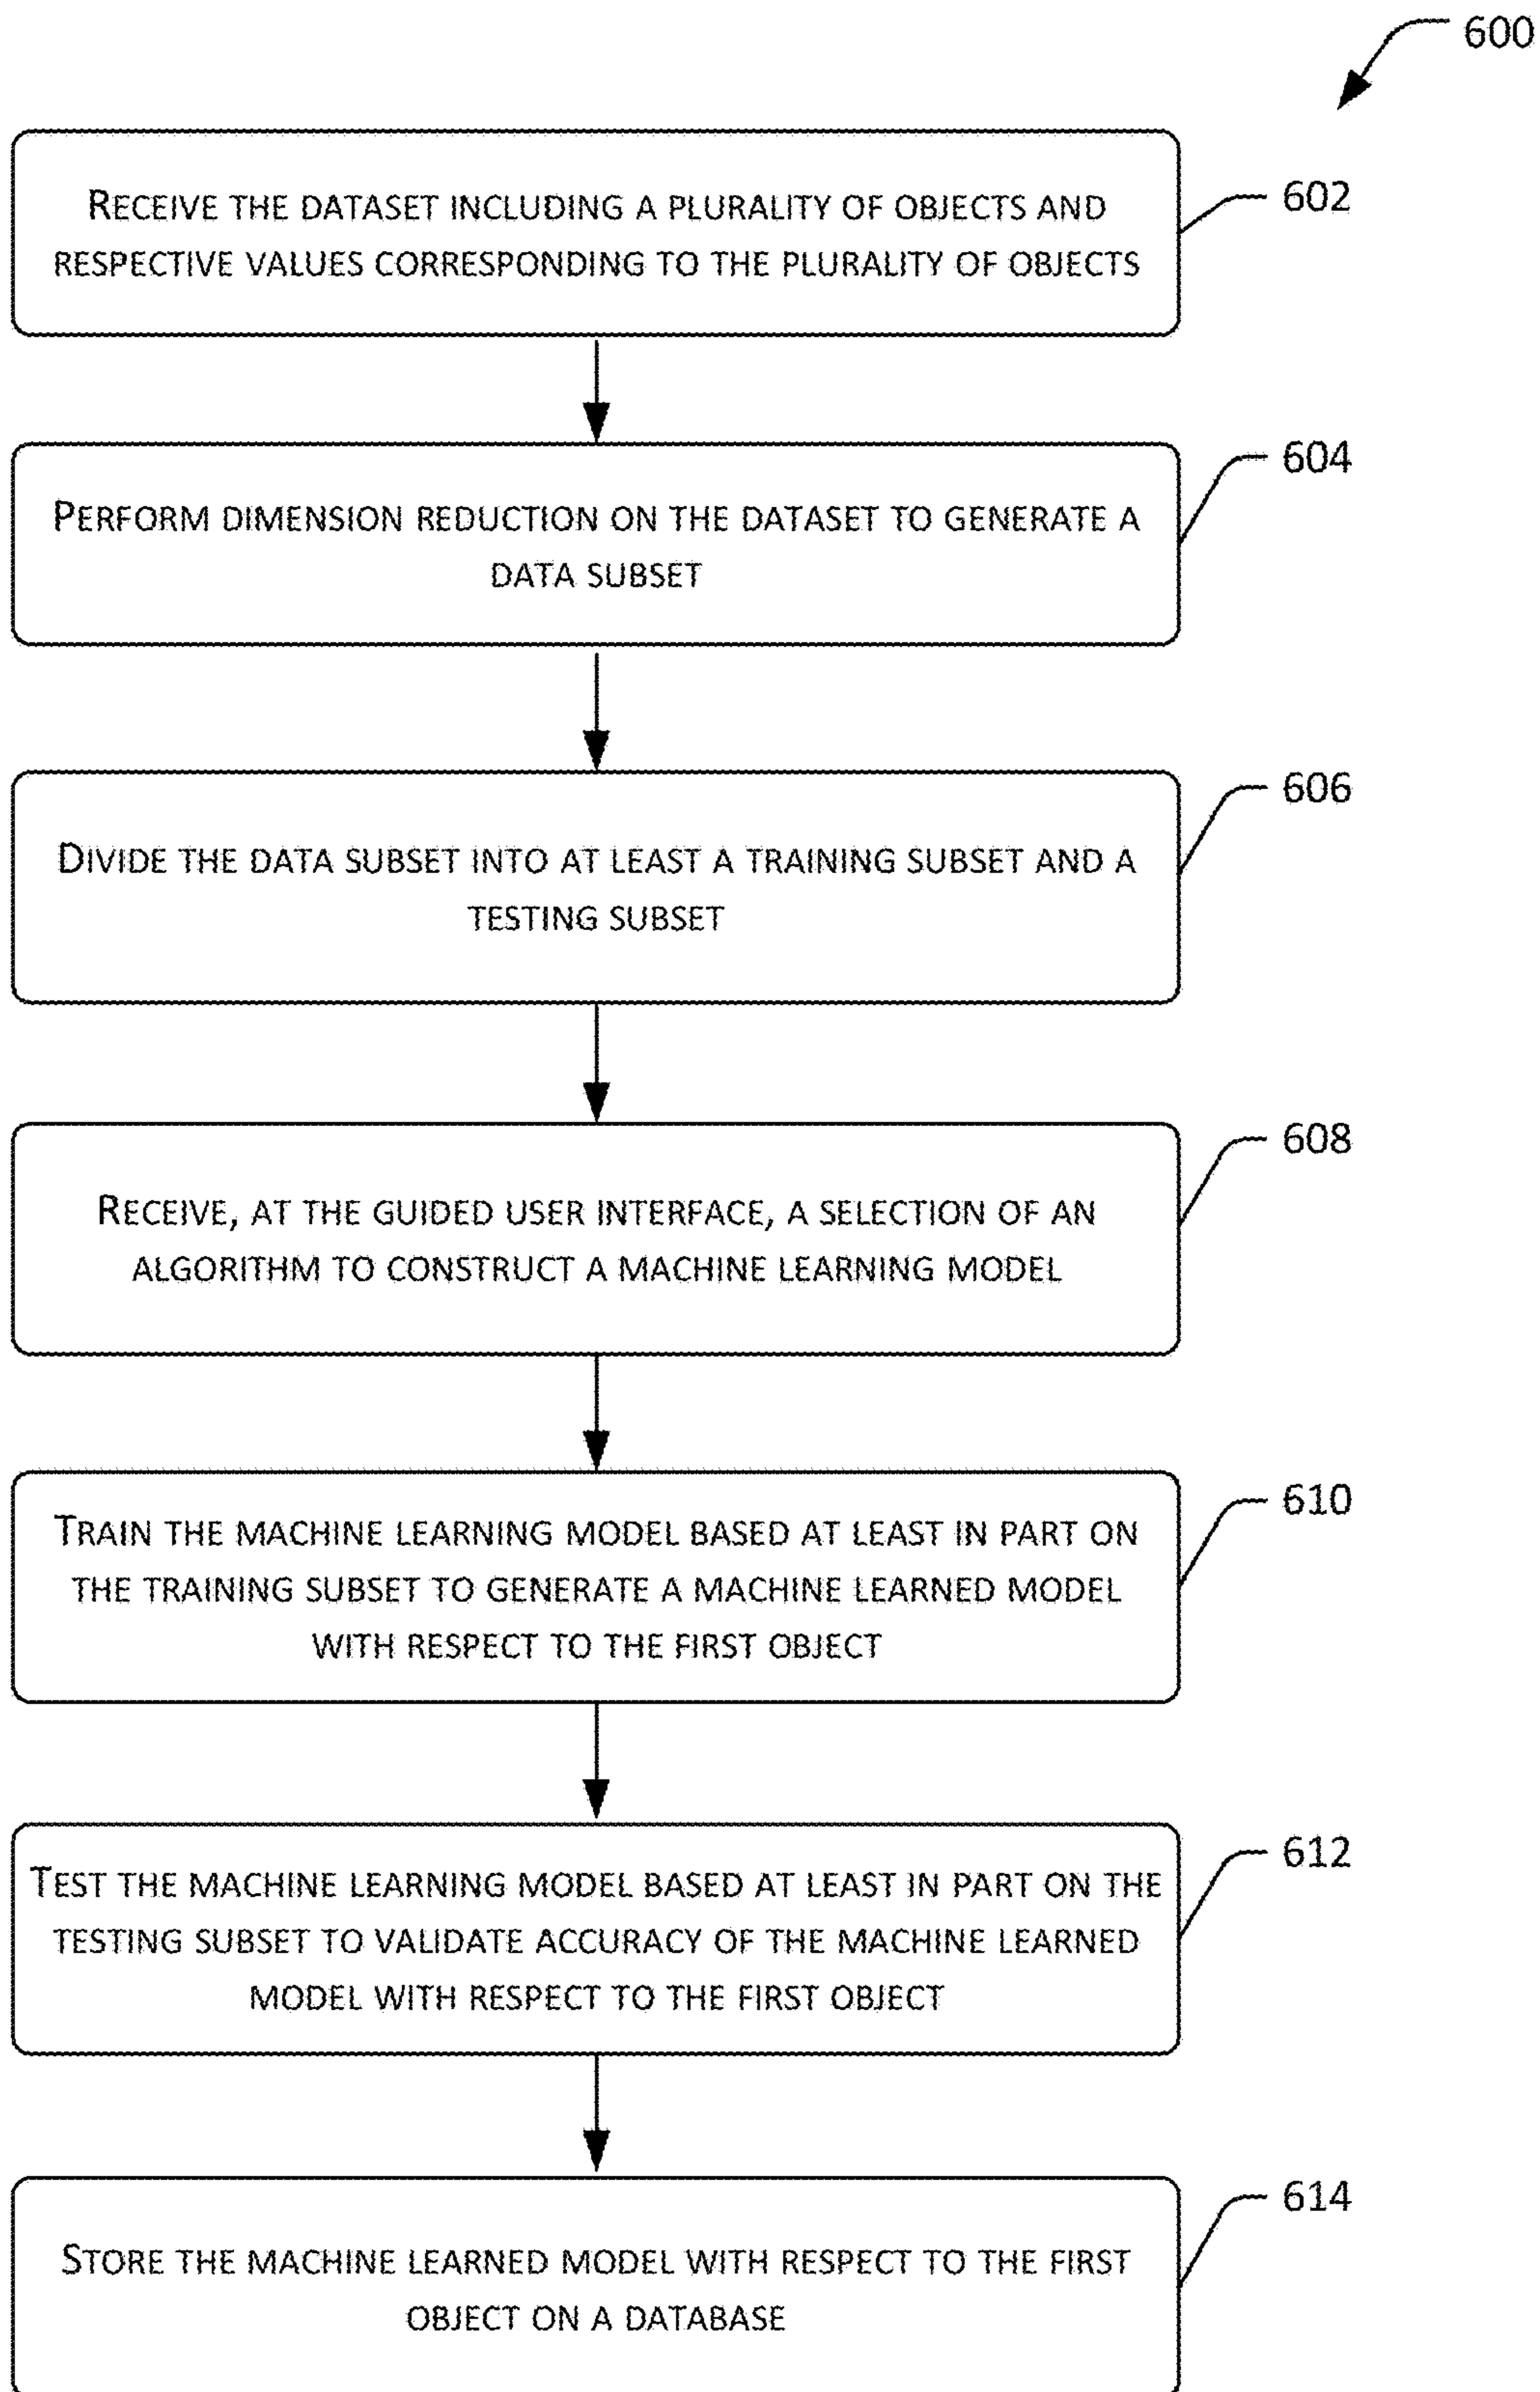 600
RECEIVE THE DATASET INCLUDING A PLURALITY OF OBJECTS AND
RESPECTIVE VALUES CORRESPONDING TO THE PLURALITY OF OBJECTS
602
PERFORM DIMENSION REDUCTION ON THE DATASET TO GENERATE A
DATA SUBSET
604
DIVIDE THE DATA SUBSET INTO AT LEAST A TRAINING SUBSET AND A
TESTING SUBSET
606
RECEIVE, AT THE GUIDED USER INTERFACE, A SELECTION OF AN
ALGORITHM TO CONSTRUCT A MACHINE LEARNING MODEL
608
TRAIN THE MACHINE LEARNING MODEL BASED AT LEAST IN PART ON
THE TRAINING SUBSET TO GENERATE A MACHINE LEARNED MODEL
WITH RESPECT TO THE FIRST OBJECT
610
TEST THE MACHINE LEARNING MODEL BASED AT LEAST IN PART ON THE
TESTING SUBSET TO VALIDATE ACCURACY OF THE MACHINE LEARNED
MODEL WITH RESPECT TO THE FIRST OBJECT
612
STORE THE MACHINE LEARNED MODEL WITH RESPECT TO THE FIRST
OBJECT ON A DATABASE
614